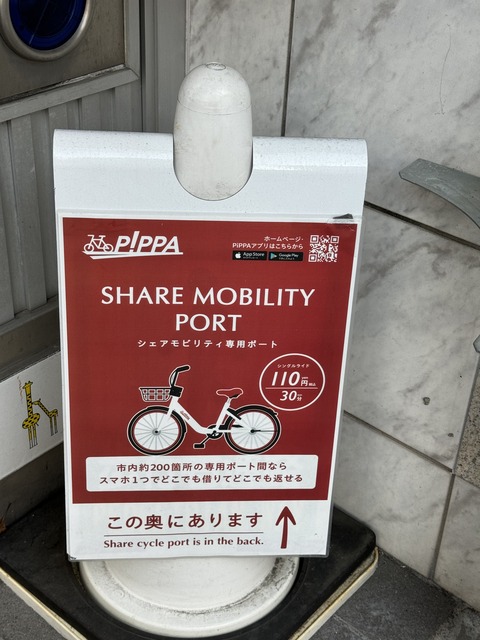 PiPPA
ホームページ・
PiPPAアプリはこちらから
App Store
Google Play
SHARE MOBILITY
PORT
シェアモビリティ専用ポート
シングルライド
110円
30分
市内約200箇所の専用ポート間なら
スマホ1つでどこでも借りてどこでも返せる
この奥にあります
Share cycle port is in the back.